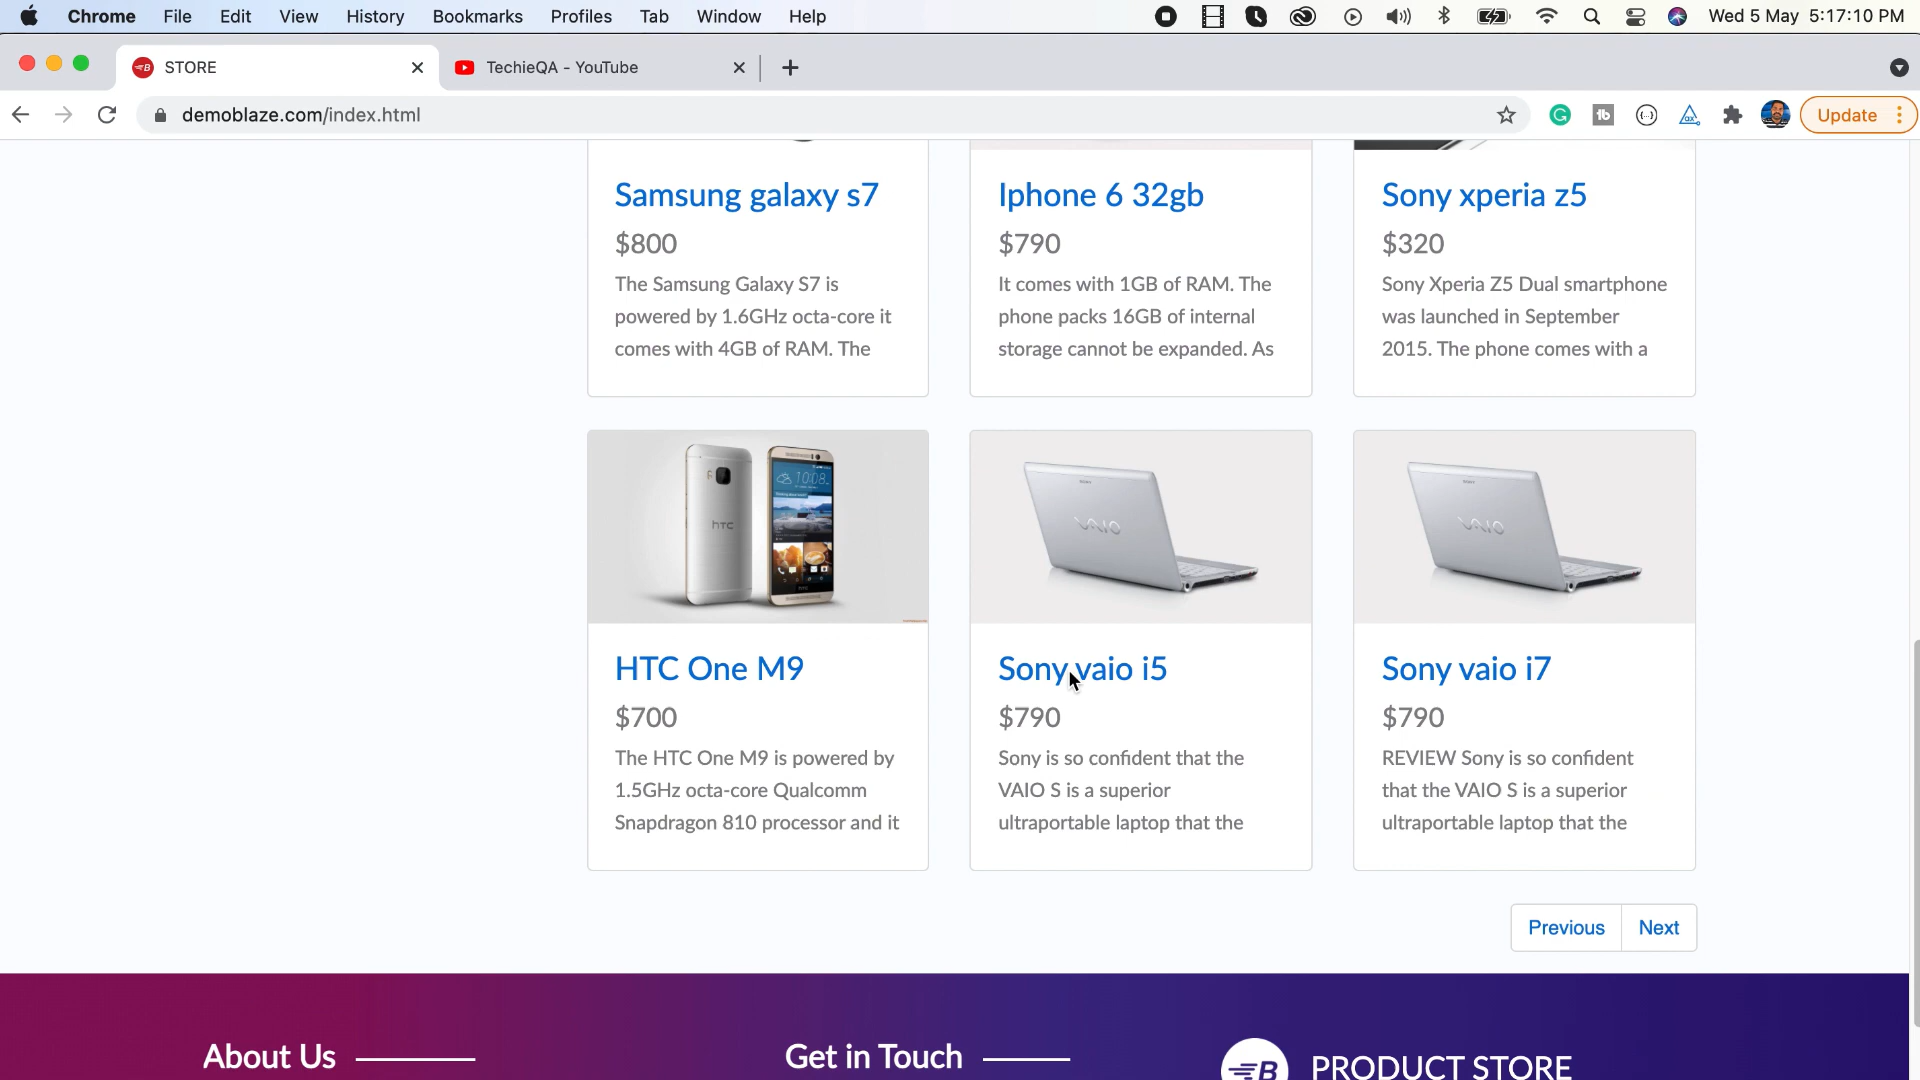 Chrome File Edit View History Bookmarks Profiles Tab Window Help Wed 5 May 5:17:10 PM
STORE TechieQA - YouTube
demoblaze.com/index.html Update
Samsung galaxy s7
$800
The Samsung Galaxy S7 is
powered by 1.6GHz octa-core it
comes with 4GB of RAM. The
Iphone 6 32gb
$790
It comes with 1GB of RAM. The
phone packs 16GB of internal
storage cannot be expanded. As
Sony xperia z5
$320
Sony Xperia Z5 Dual smartphone
was launched in September
2015. The phone comes with a
hTC
10:08
HTC One M9
$700
The HTC One M9 is powered by
1.5GHz octa-core Qualcomm
Snapdragon 810 processor and it
SONY
VAIO
Sony vaio i5
$790
Sony is so confident that the
VAIO S is a superior
ultraportable laptop that the
SONY
VAIO
Sony vaio i7
$790
REVIEW Sony is so confident
that the VAIO S is a superior
ultraportable laptop that the
Previous Next
About Us
Get in Touch
B PRODUCT STORE